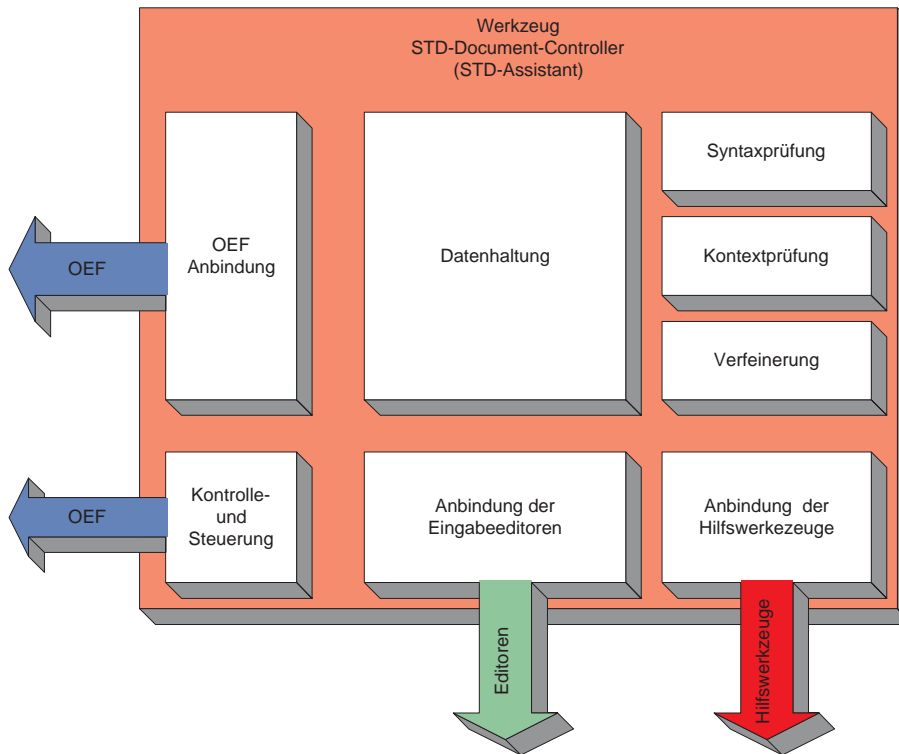 Werkzeug
STD-Document-Controller
(STD-Assistant)
OEF
Anbindung
Datenhaltung
Syntaxprüfung
Kontextprüfung
Verfeinerung
OEF
Kontrolle-
und
Steuerung
Anbindung der
Eingabeeditoren
Anbindung der
Hilfswerkezeuge
OEF
Editoren
Hilfswerkzeuge